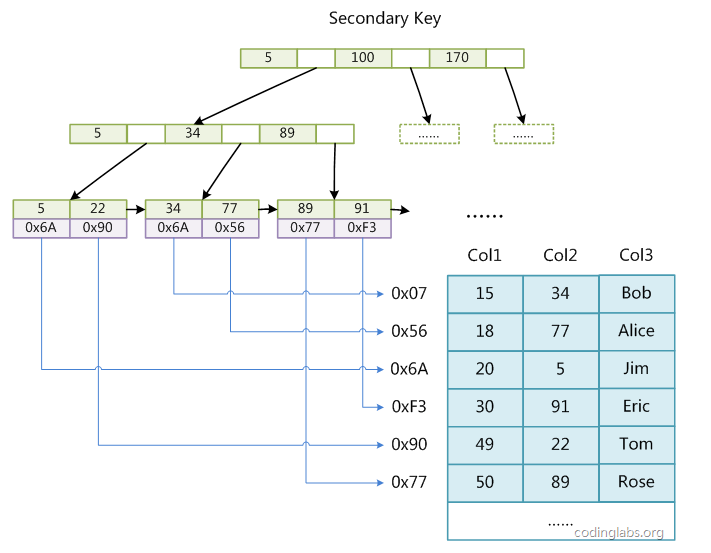 Secondary Key
5 100 170
5 34 89
...... ......
5 22 34 77 89 91
0x6A 0x90 0x6A 0x56 0x77 0xF3
......
Col1 Col2 Col3
0x07 15 34 Bob
0x56 18 77 Alice
0x6A 20 5 Jim
0xF3 30 91 Eric
0x90 49 22 Tom
0x77 50 89 Rose
......
codinglabs.org